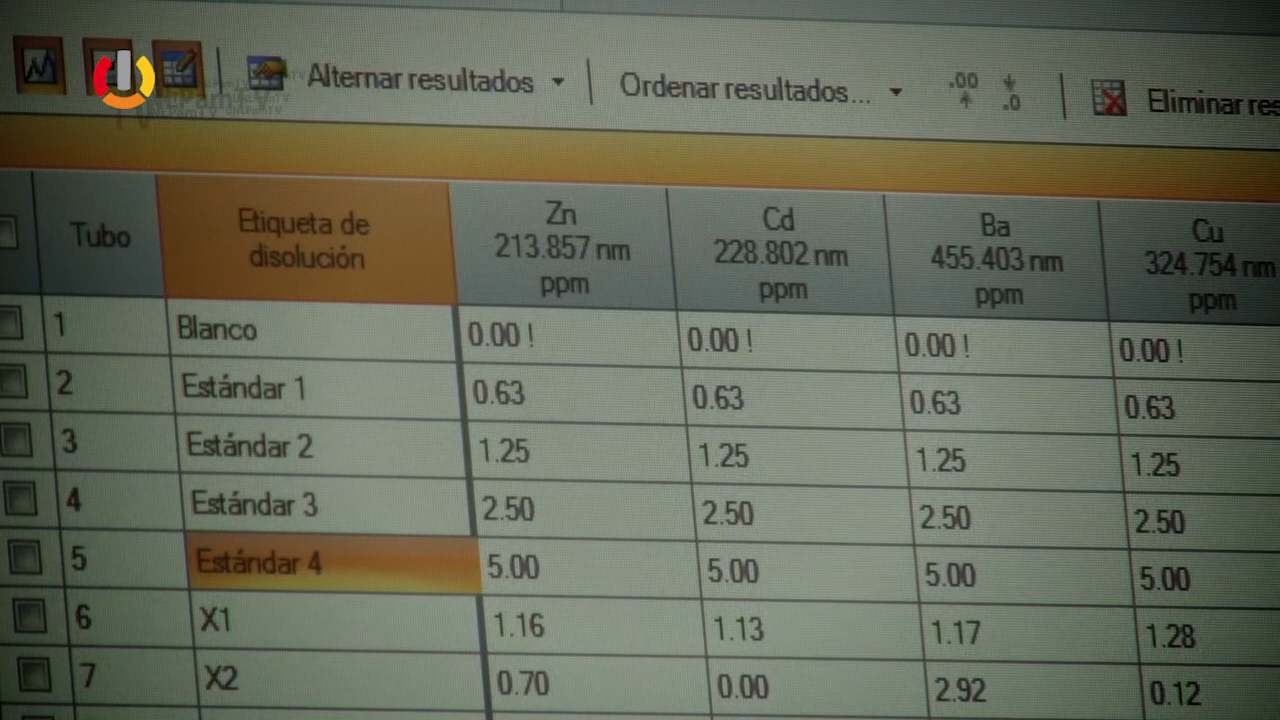 Alternar resultados
Ordenar resultados...
.00
.0
Eliminar res
Tubo
Etiqueta de
disolución
Zn
213.857 nm
ppm
Cd
228.802 nm
ppm
Ba
455.403 nm
ppm
Cu
324.754 nm
ppm
1 Blanco 0.00 ! 0.00 ! 0.00 ! 0.00 !
2 Estándar 1 0.63 0.63 0.63 0.63
3 Estándar 2 1.25 1.25 1.25 1.25
4 Estándar 3 2.50 2.50 2.50 2.50
5 Estándar 4 5.00 5.00 5.00 5.00
6 X1 1.16 1.13 1.17 1.28
7 X2 0.70 0.00 2.92 0.12